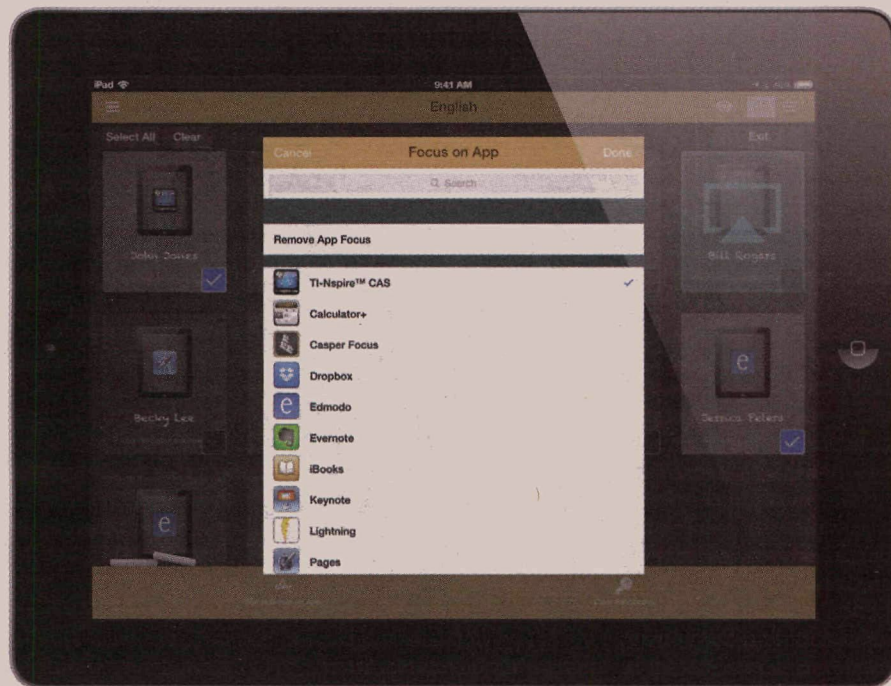 iPad
9:41 AM
English
Select All Clear
Exit
Cancel Focus on App Done
Search
Remove App Focus
John Jones
Bill Rogers
TI-Nspire™ CAS
Calculator+
Casper Focus
Dropbox
e Edmodo
Evernote
iBooks
Keynote
Lightning
Pages
Becky Lee
e
Jessica Peters
e